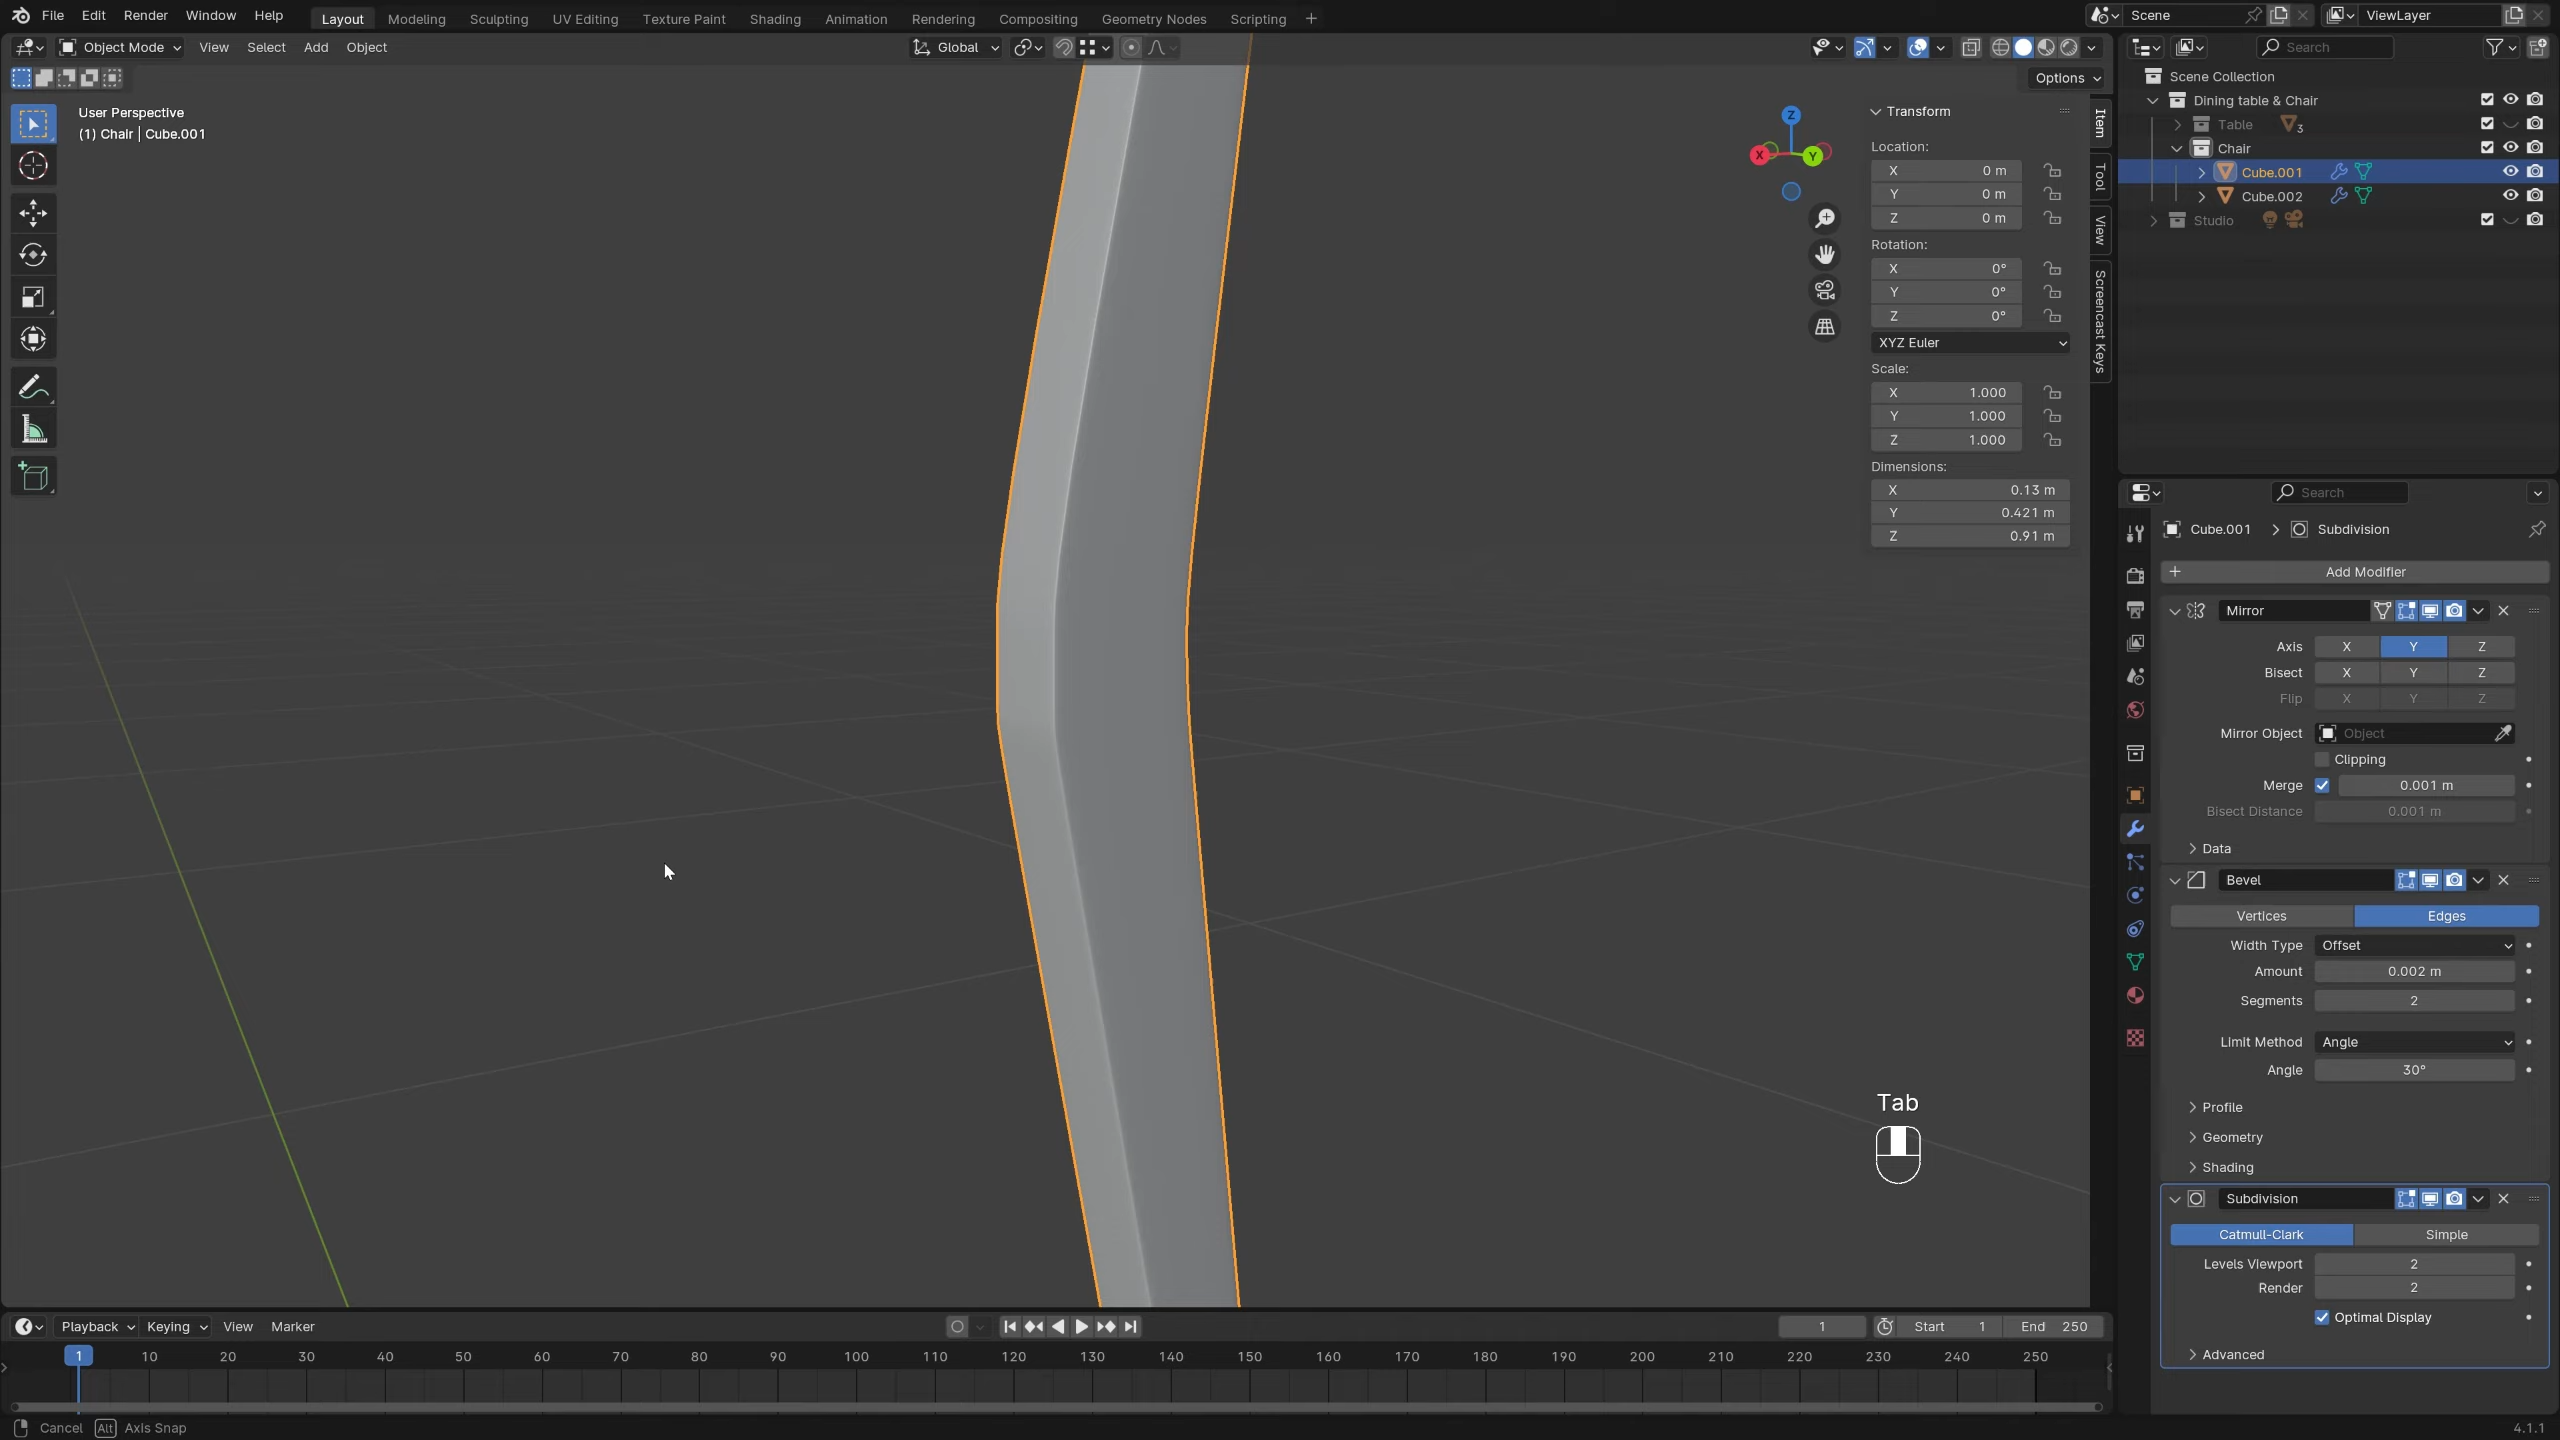 File Edit Render Window Help Layout Modeling Sculpting UV Editing Texture Paint Shading Animation Rendering Compositing Geometry Nodes Scripting + Scene ViewLayer
Object Mode View Select Add Object Global Search
Options
User Perspective
(1) Chair | Cube.001
Z
X
Y
Transform
Location:
X 0 m
Y 0 m
Z 0 m
Rotation:
X 0°
Y 0°
Z 0°
XYZ Euler
Scale:
X 1.000
Y 1.000
Z 1.000
Dimensions:
X 0.13 m
Y 0.421 m
Z 0.91 m
Item
Tool
View
Screencast Keys
Scene Collection
Dining table & Chair
Table 3
Chair
Cube.001
Cube.002
Studio
Search
Cube.001 > Subdivision
+ Add Modifier
Mirror
Axis X Y Z
Bisect X Y Z
Flip X Y Z
Mirror Object Object
Clipping
Merge 0.001 m
Bisect Distance 0.001 m
Data
Bevel
Vertices Edges
Width Type Offset
Amount 0.002 m
Segments 2
Limit Method Angle
Angle 30°
Profile
Geometry
Shading
Subdivision
Catmull-Clark Simple
Levels Viewport 2
Render 2
Optimal Display
Advanced
Tab
Playback Keying View Marker 1 Start 1 End 250
1 10 20 30 40 50 60 70 80 90 100 110 120 130 140 150 160 170 180 190 200 210 220 230 240 250
Cancel Alt Axis Snap 4.1.1